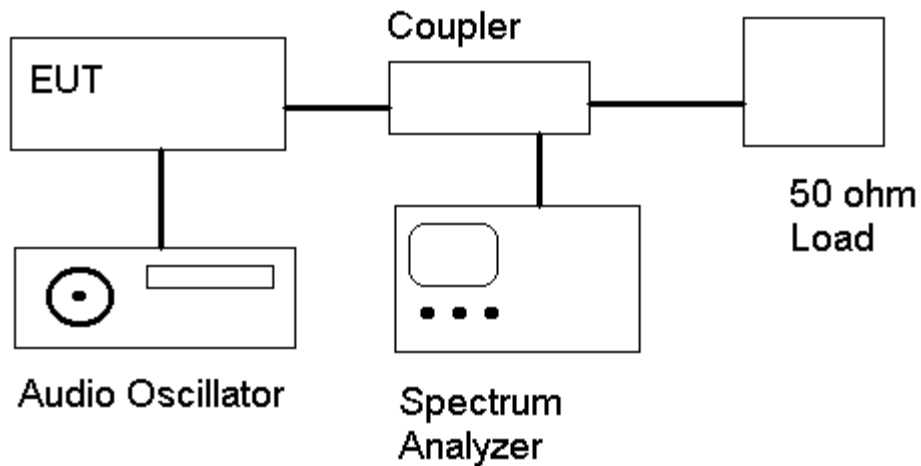 Coupler
EUT
50 ohm
Load
Audio Oscillator
Spectrum
Analyzer